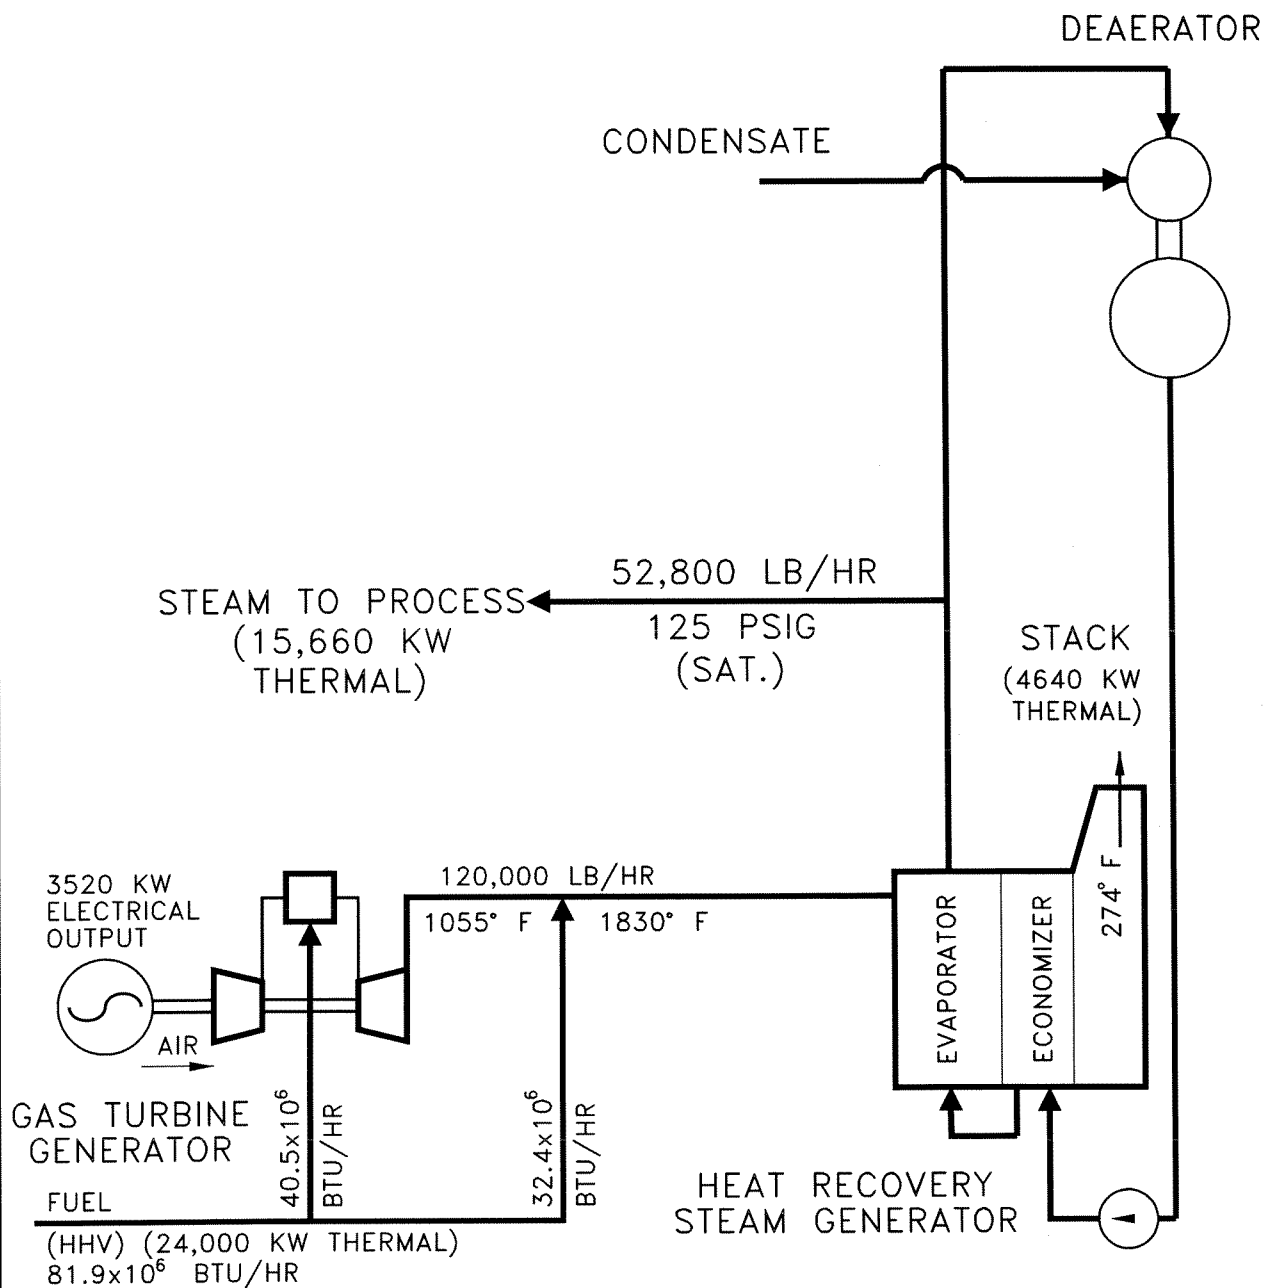 DEAERATOR
CONDENSATE
52,800 LB/HR
STEAM TO PROCESS
125 PSIG
(15,660 KW
(SAT.)
THERMAL)
STACK
(4640 KW
THERMAL)
274° F
3520 KW
ELECTRICAL
OUTPUT
120,000 LB/HR
1055° F
1830° F
EVAPORATOR
ECONOMIZER
AIR
GAS TURBINE
GENERATOR
40.5x10⁶
BTU/HR
32.4x10⁶
BTU/HR
HEAT RECOVERY
STEAM GENERATOR
FUEL
(HHV) (24,000 KW THERMAL)
81.9x10⁶ BTU/HR